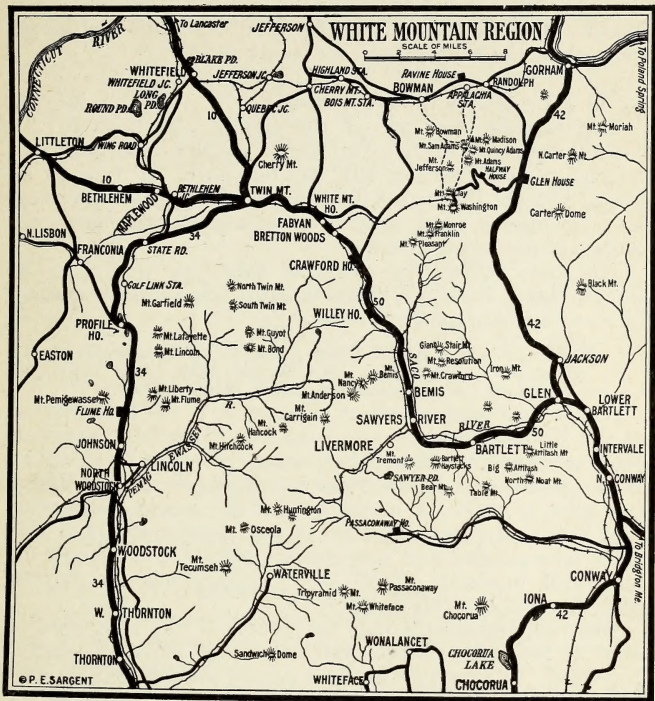 WHITE MOUNTAIN REGION
SCALE OF MILES
0 2 4 6 8
To Lancaster
JEFFERSON
CONNECTICUT RIVER
BLAKE PD.
WHITEFIELD
WHITEFIELD JC.
LONG PD.
ROUND PD.
JEFFERSON JC.
HIGHLAND STA.
CHERRY MT.
BOIS MT. STA.
QUEBEC JC.
RAVINE HOUSE
BOWMAN
APPALACHIA STA.
RANDOLPH
GORHAM
To Poland Spring
42
10
LITTLETON
WING ROAD
Cherry Mt.
Mt. Bowman
Mt. Madison
Mt. Sam Adams
Mt. Quincy Adams
Mt. Adams
Mt. Jefferson
HALFWAY HOUSE
Mt. Moriah
N. Carter Mt.
GLEN HOUSE
10
BETHLEHEM
BETHLEHEM JC.
MAPLEWOOD
TWIN MT.
WHITE MT. HO.
Mt. Clay
Mt. Washington
Carter Dome
FABYAN
BRETTON WOODS
Mt. Monroe
Mt. Franklin
Mt. Pleasant
N. LISBON
FRANCONIA
34
STATE RD.
CRAWFORD HO.
GOLF LINK STA.
North Twin Mt.
South Twin Mt.
Mt. Garfield
50
WILLEY HO.
Black Mt.
42
PROFILE HO.
Mt. Lafayette
Mt. Lincoln
Mt. Guyot
Mt. Bond
SACO
Giant Stair Mt.
Mt. Resolution
Mt. Crawford
Iron Mt.
JACKSON
EASTON
34
Mt. Pemigewasset
FLUME HO.
Mt. Liberty
Mt. Flume
Mt. Nancy
Mt. Bemis
Mt. Anderson
BEMIS
GLEN
LOWER BARTLETT
R.
Mt. Carrigain
Mt. Hancock
Mt. Hitchcock
SAWYERS RIVER
RIVER
50
JOHNSON
LIVERMORE
BARTLETT
Little Attitash Mt.
INTERVALE
NORTH WOODSTOCK
LINCOLN
PEMIGEWASSET
Mt. Tremont
Bartlett Haystacks
Big Attitash
SAWYER PD.
Bear Mt.
Table Mt.
North Moat Mt.
N. CONWAY
Mt. Huntington
Mt. Osceola
PASSACONAWAY HO.
WOODSTOCK
34
Mt. Tecumseh
WATERVILLE
Tripyramid Mt.
Mt. Passaconaway
Mt. Whiteface
CONWAY
To Bridgton Me.
W. THORNTON
Mt. Chocorua
IONA
42
THORNTON
Sandwich Dome
WONALANCET
CHOCORUA LAKE
WHITEFACE
CHOCORUA
© P. E. SARGENT